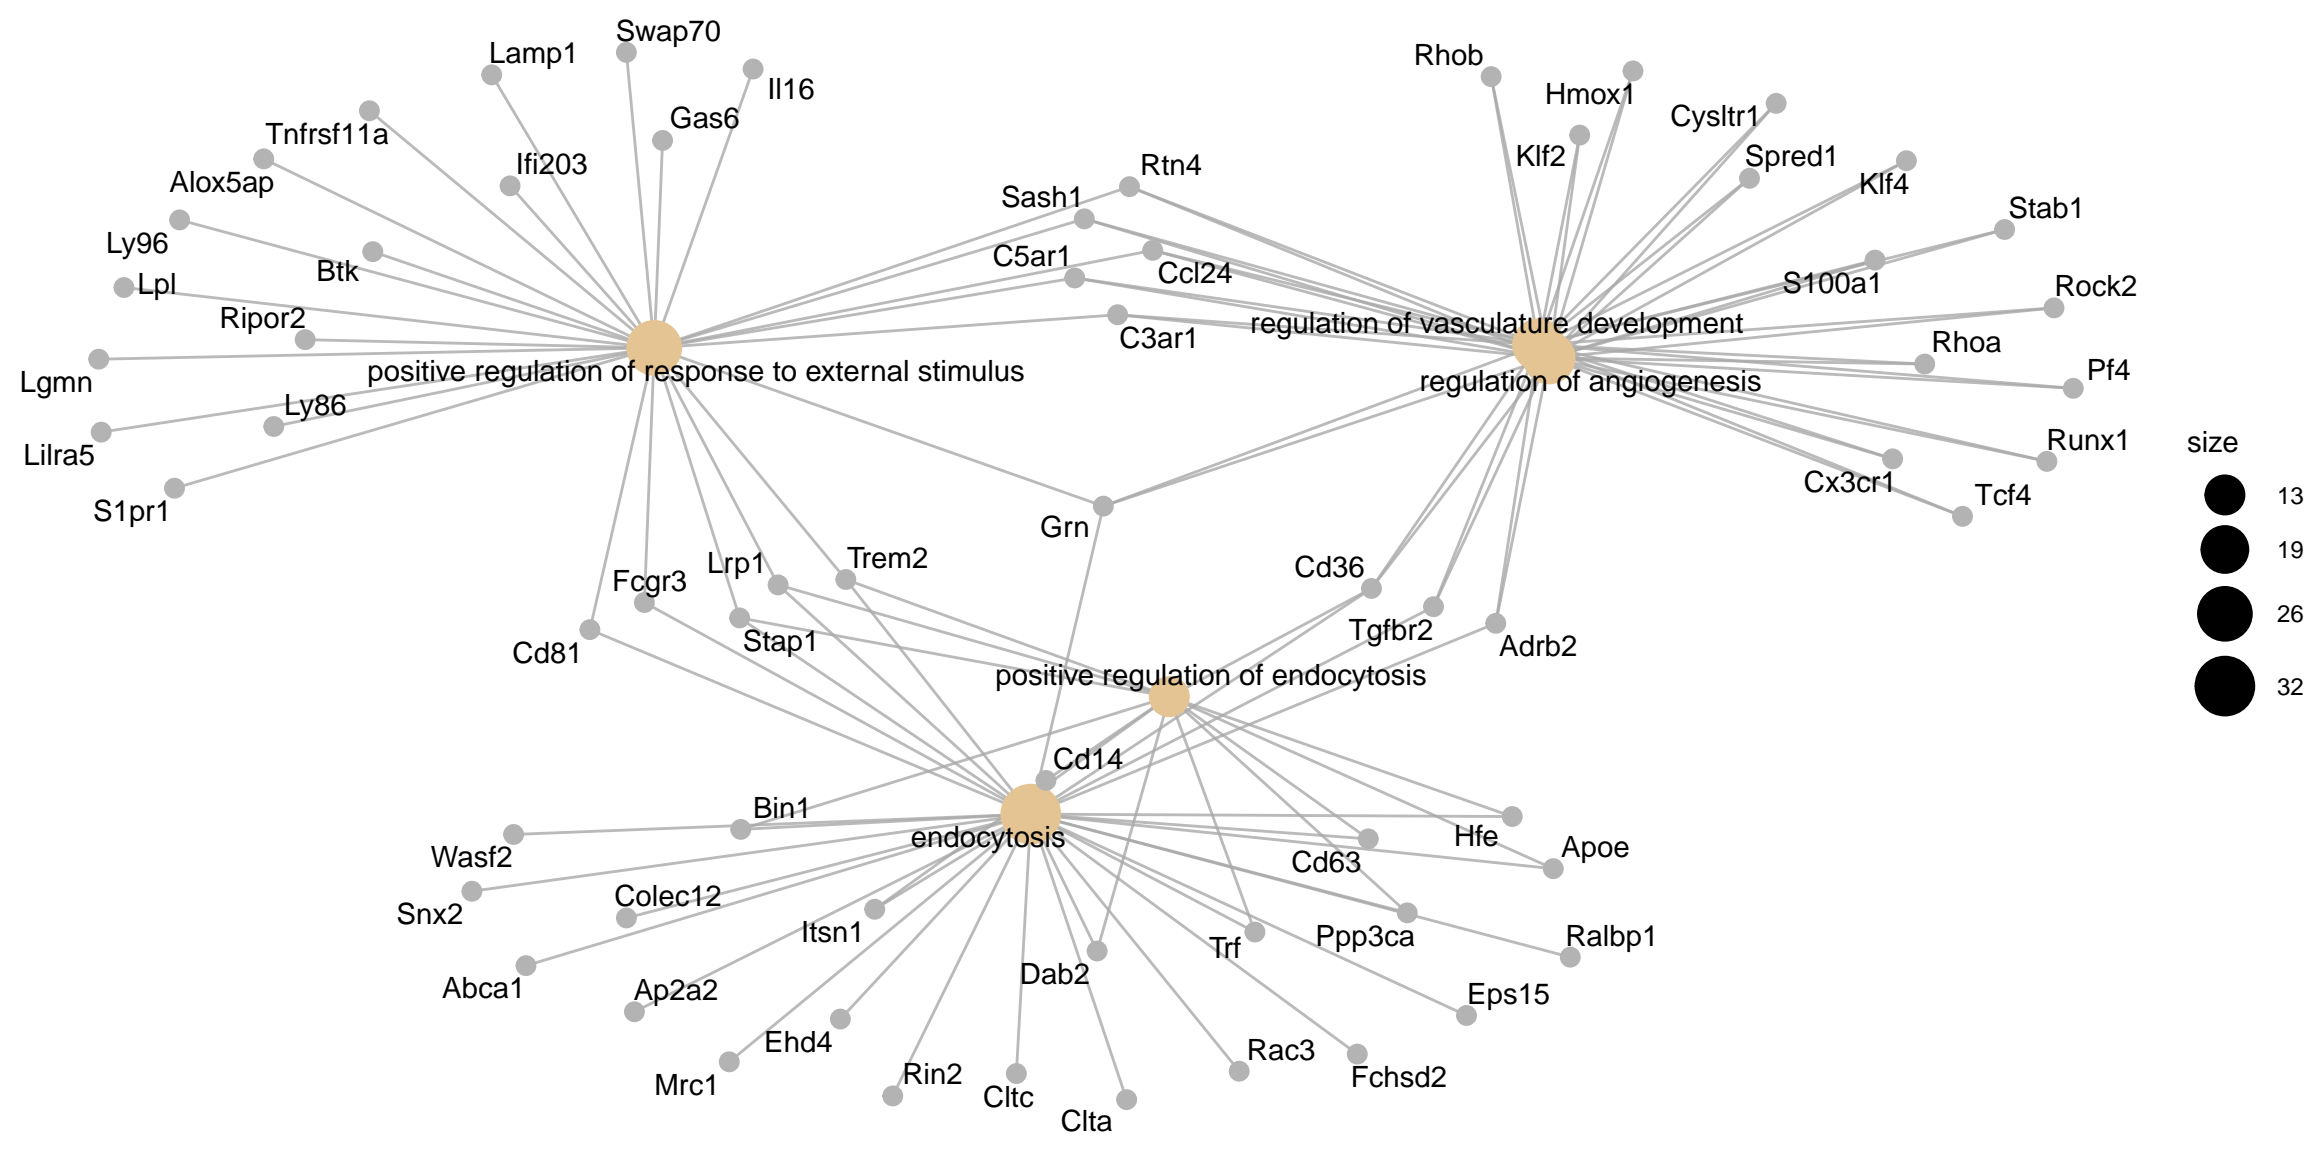 Swap70
Lamp1
Il16
Rhob
Hmox1
Gas6
Cysltr1
Tnfrsf11a
Ifi203
Klf2
Spred1
Rtn4
Alox5ap
Klf4
Sash1
Stab1
Ly96
C5ar1
Btk
Ccl24
Lpl
S100a1
Rock2
Ripor2
regulation of vasculature development
C3ar1
Rhoa
positive regulation of response to external stimulus
Pf4
Lgmn
regulation of angiogenesis
Ly86
Runx1
size
Lilra5
Cx3cr1
Tcf4
13
S1pr1
Grn
19
Trem2
Lrp1
Cd36
Fcgr3
26
Tgfbr2
Stap1
Adrb2
Cd81
positive regulation of endocytosis
32
Cd14
Bin1
endocytosis
Hfe
Apoe
Wasf2
Cd63
Colec12
Snx2
Itsn1
Ppp3ca
Ralbp1
Trf
Dab2
Abca1
Ap2a2
Eps15
Ehd4
Rac3
Rin2
Fchsd2
Mrc1
Cltc
Clta